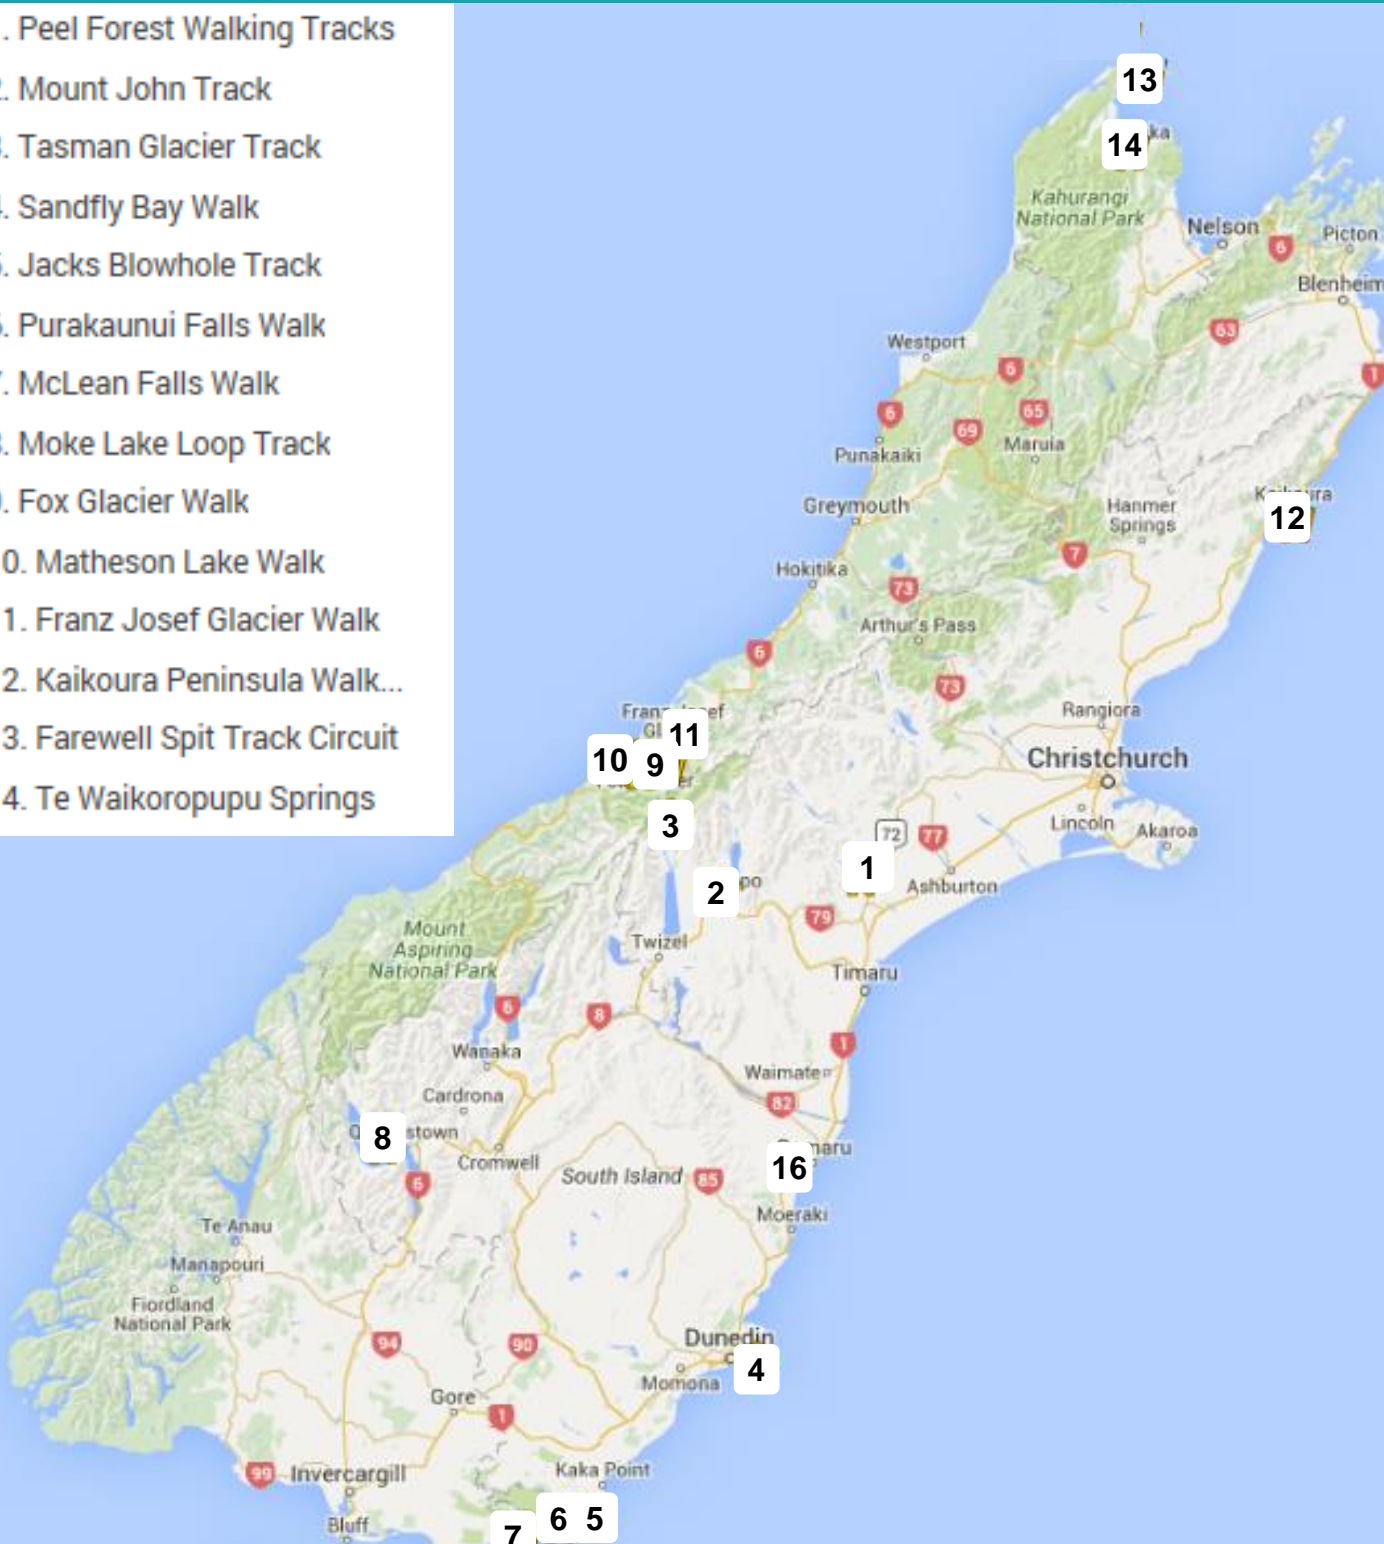 . Peel Forest Walking Tracks
. Mount John Track
. Tasman Glacier Track
. Sandfly Bay Walk
. Jacks Blowhole Track
. Purakaunui Falls Walk
. McLean Falls Walk
. Moke Lake Loop Track
. Fox Glacier Walk
0. Matheson Lake Walk
1. Franz Josef Glacier Walk
2. Kaikoura Peninsula Walk...
3. Farewell Spit Track Circuit
4. Te Waikoropupu Springs
13
14
ka
Kahurangi
National Park
Nelson
6
Picton
Blenheim
63
Westport
6
1
6
65
69
Maruia
Punakaiki
Greymouth
Hanmer
Springs
12
7
Hokitika
73
Arthur's Pass
6
73
Rangiora
11
10
9
Christchurch
3
72
77
Lincoln
Akaroa
1
Ashburton
2
po
79
Mount
Aspiring
National Park
Twizel
Timaru
6
8
1
Wanaka
Waimate
Cardrona
82
8
stown
Cromwell
maru
16
South Island
85
6
Moeraki
Te Anau
Manapouri
Fiordland
National Park
94
90
Dunedin
4
Momona
Gore
1
99
Invercargill
Kaka Point
6
5
7
Bluff